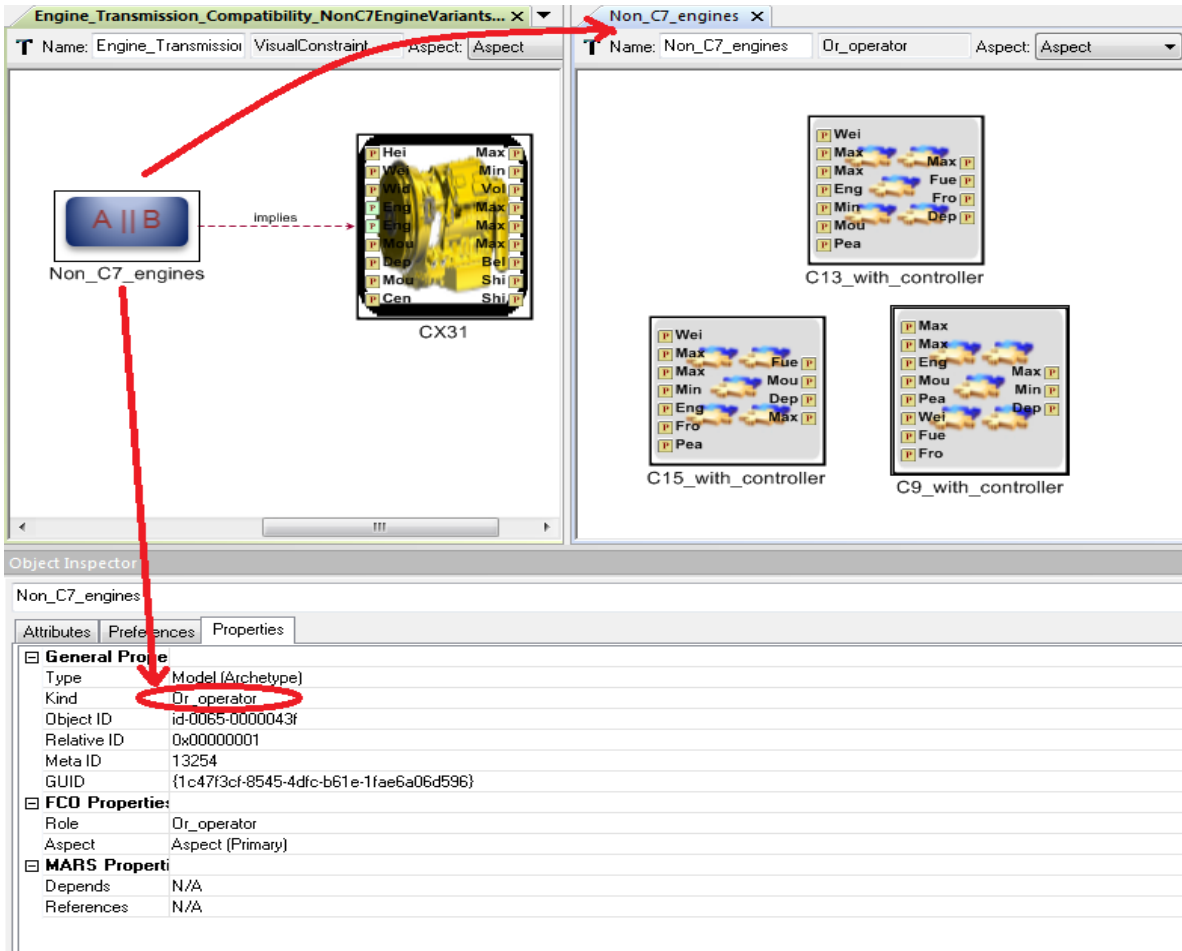 Engine_Transmission_Compatibility_NonC7EngineVariants...
Name: Engine_Transmission VisualConstraint Aspect: Aspect
A || B
Non_C7_engines
implies
Hei Max
Wei Min
Wid Vol
Eng Max
Eng Max
Mou Max
Dep Bel
Mou Shi
Cen Shi
CX31
Non_C7_engines
Name: Non_C7_engines Or_operator Aspect: Aspect
Wei
Max Max
Max Fue
Eng Fro
Min Dep
Mou
Pea
C13_with_controller
Wei
Max Fue
Max Mou
Min Dep
Eng Max
Fro
Pea
C15_with_controller
Max
Max
Eng Max
Mou Min
Pea Dep
Wei
Fue
Fro
C9_with_controller
Object Inspector
Non_C7_engines
Attributes Preferences Properties
General Prope
Type Model (Archetype)
Kind Or_operator
Object ID id-0065-0000043f
Relative ID 0x00000001
Meta ID 13254
GUID {1c47f3cf-8545-4dfc-b61e-1fae6a06d596}
FCO Properties
Role Or_operator
Aspect Aspect (Primary)
MARS Properti
Depends N/A
References N/A